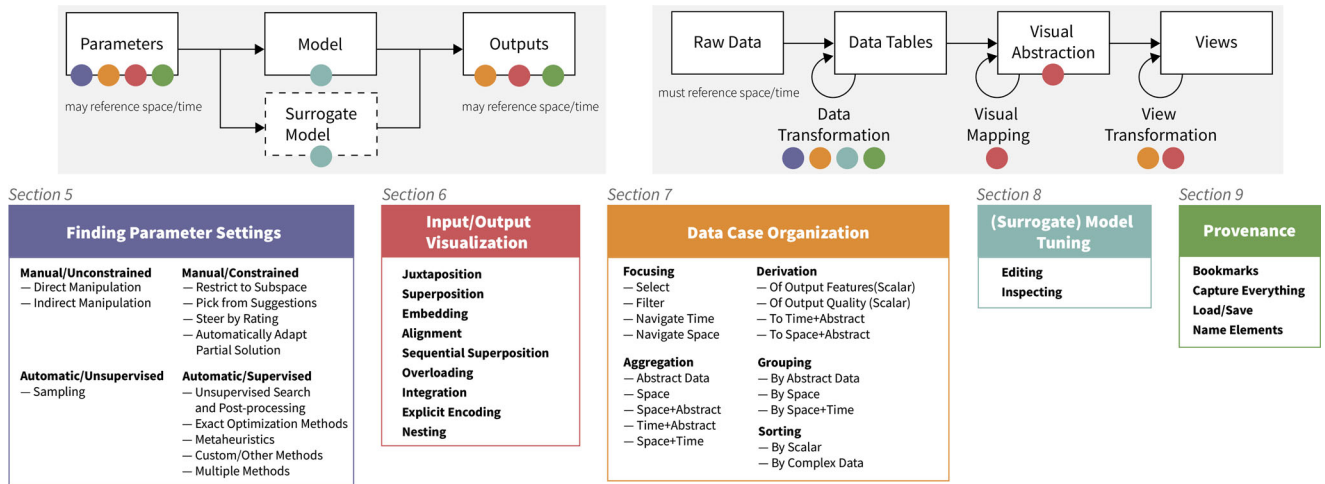 Parameters
Model
Outputs
may reference space/time
may reference space/time
Surrogate
Model
Raw Data
Data Tables
Visual
Abstraction
Views
must reference space/time
Data
Transformation
Visual
Mapping
View
Transformation
Section 5
Finding Parameter Settings
Manual/Unconstrained
— Direct Manipulation
— Indirect Manipulation
Manual/Constrained
— Restrict to Subspace
— Pick from Suggestions
— Steer by Rating
— Automatically Adapt
Partial Solution
Automatic/Unsupervised
— Sampling
Automatic/Supervised
— Unsupervised Search
and Post-processing
— Exact Optimization Methods
— Metaheuristics
— Custom/Other Methods
— Multiple Methods
Section 6
Input/Output
Visualization
Juxtaposition
Superposition
Embedding
Alignment
Sequential Superposition
Overloading
Integration
Explicit Encoding
Nesting
Section 7
Data Case Organization
Focusing
— Select
— Filter
— Navigate Time
— Navigate Space
Derivation
— Of Output Features(Scalar)
— Of Output Quality (Scalar)
— To Time+Abstract
— To Space+Abstract
Aggregation
— Abstract Data
— Space
— Space+Abstract
— Time+Abstract
— Space+Time
Grouping
— By Abstract Data
— By Space
— By Space+Time
Sorting
— By Scalar
— By Complex Data
Section 8
(Surrogate) Model
Tuning
Editing
Inspecting
Section 9
Provenance
Bookmarks
Capture Everything
Load/Save
Name Elements